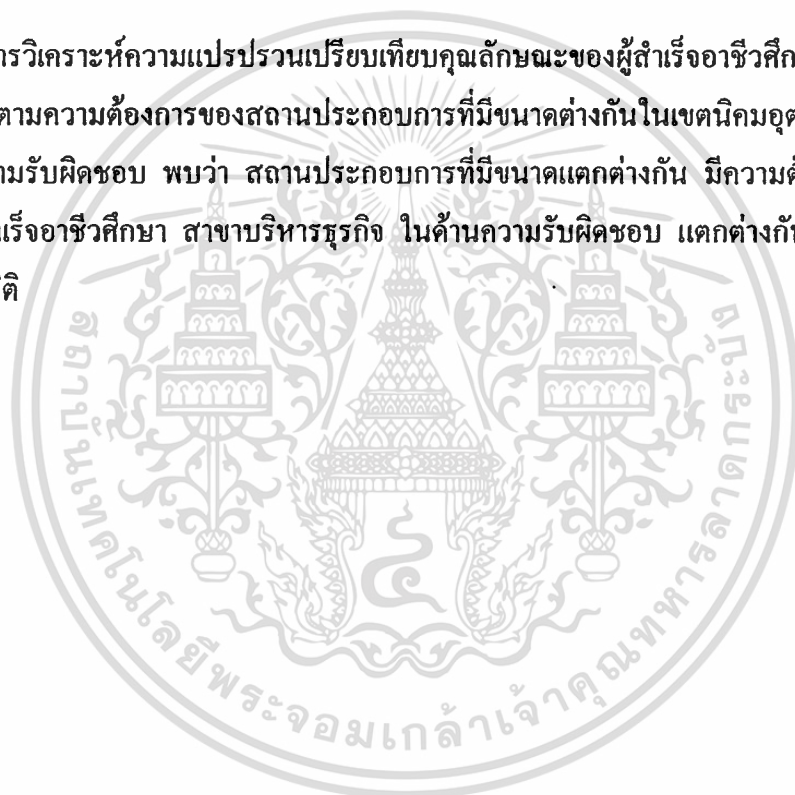 ารวิเคราะห์ความแปรปรวนเปรียบเทียบคุณลักษณะของผู้สำเร็จอาชีวศึก
ตามความต้องการของสถานประกอบการที่มีขนาดต่างกันในเขตนิคมอุต
ามรับผิดชอบ พบว่า สถานประกอบการที่มีขนาดแตกต่างกัน มีความต้
เร็จอาชีวศึกษา สาขาบริหารธุรกิจ ในด้านความรับผิดชอบ แตกต่างกัน
ติ
สถาบันเทคโนโลยีพระจอมเกล้าเจ้าคุณทหารลาดกระบัง